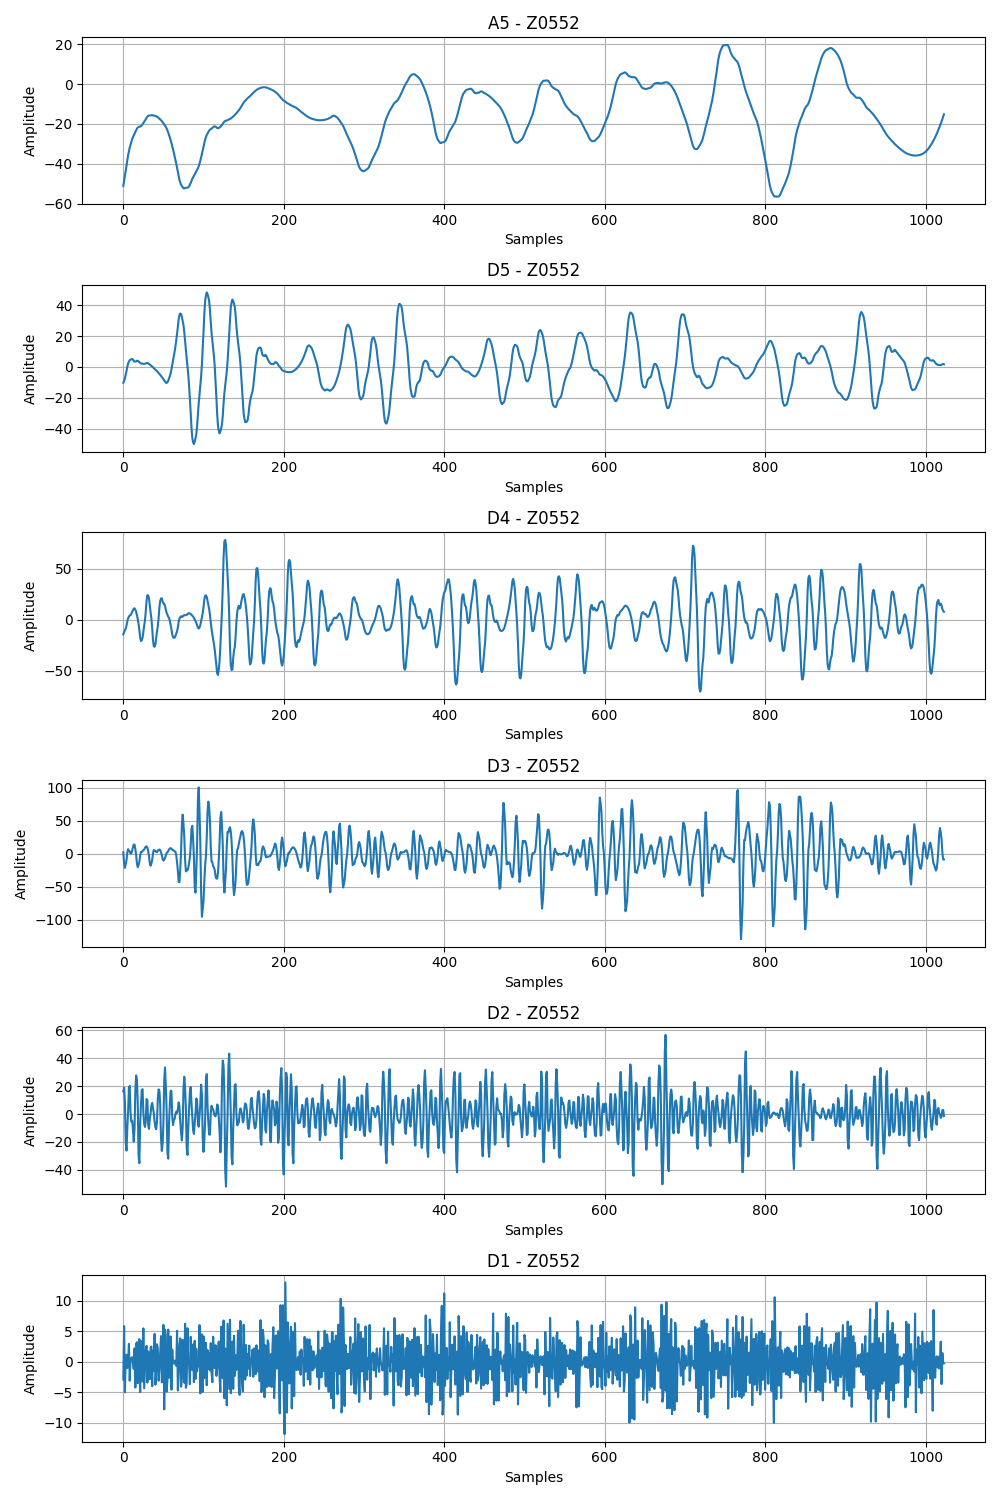 A5 - Z0552
20
0
−20
−40
−60
Amplitude
0 200 400 600 800 1000
Samples
D5 - Z0552
40
20
0
−20
−40
Amplitude
0 200 400 600 800 1000
Samples
D4 - Z0552
50
0
−50
Amplitude
0 200 400 600 800 1000
Samples
D3 - Z0552
100
50
0
−50
−100
Amplitude
0 200 400 600 800 1000
Samples
D2 - Z0552
60
40
20
0
−20
−40
Amplitude
0 200 400 600 800 1000
Samples
D1 - Z0552
10
5
0
−5
−10
Amplitude
0 200 400 600 800 1000
Samples